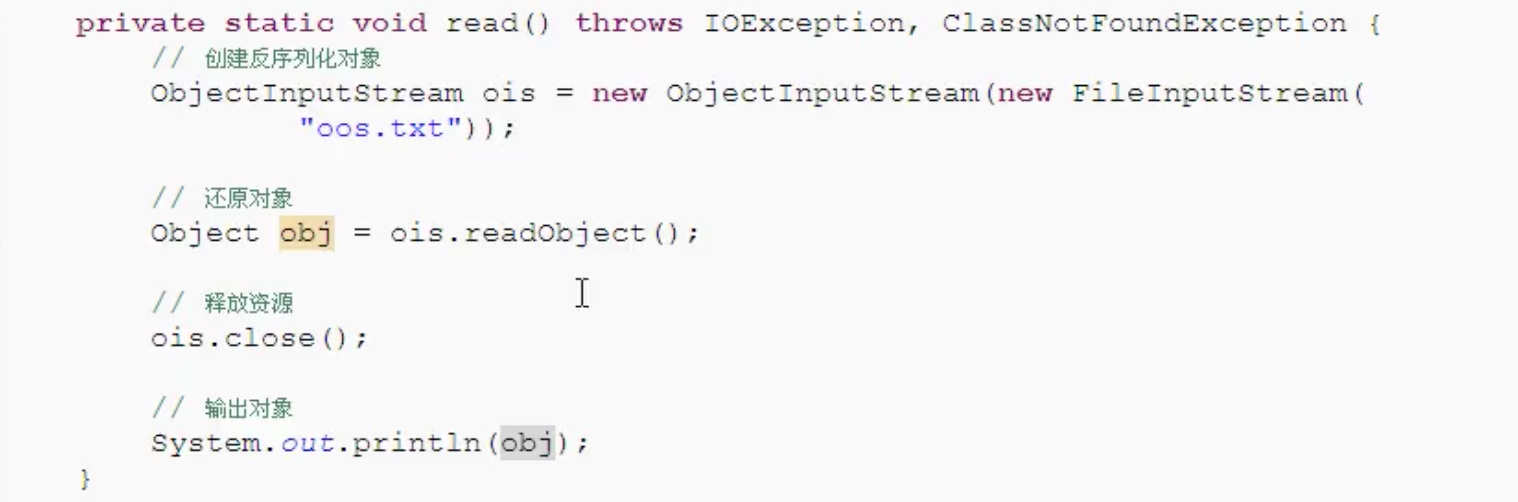 private static void read() throws IOException, ClassNotFoundException {
// 创建反序列化对象
ObjectInputStream ois = new ObjectInputStream(new FileInputStream(
"oos.txt"));
// 还原对象
Object obj = ois.readObject();
// 释放资源
ois.close();
// 输出对象
System.out.println(obj);
}